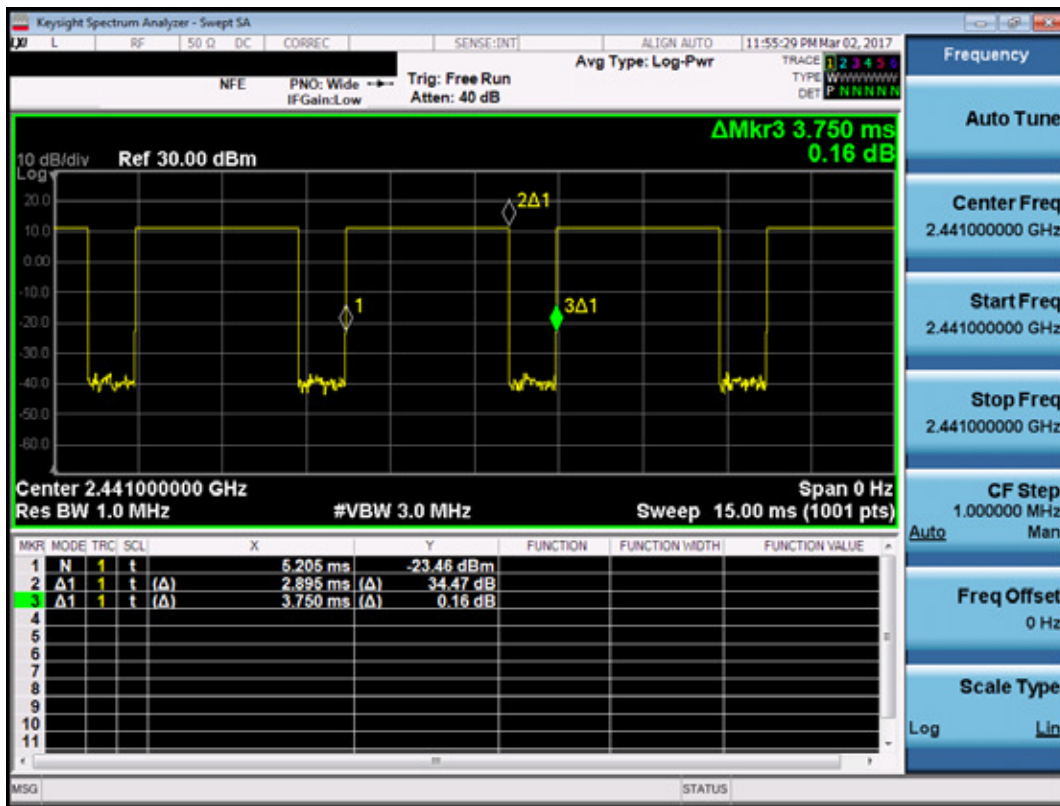 Keysight Spectrum Analyzer - Swept SA
LXI L RF 50 Ω DC CORREC SENSE:INT ALIGN AUTO 11:55:29 PM Mar 02, 2017
Avg Type: Log-Pwr
TRACE 1 2 3 4 5 6
TYPE WWWWWW
DET P N N N N N
NFE
PNO: Wide
IFGain:Low
Trig: Free Run
Atten: 40 dB
ΔMkr3 3.750 ms
0.16 dB
10 dB/div Ref 30.00 dBm
Log
20.0
10.0
0.00
-10.0
-20.0
-30.0
-40.0
-50.0
-60.0
2Δ1
1
3Δ1
Center 2.441000000 GHz Span 0 Hz
Res BW 1.0 MHz #VBW 3.0 MHz Sweep 15.00 ms (1001 pts)
MKR MODE TRC SCL X Y FUNCTION FUNCTION WIDTH FUNCTION VALUE
1 N 1 t 5.205 ms -23.46 dBm
2 Δ1 1 t (Δ) 2.895 ms (Δ) 34.47 dB
3 Δ1 1 t (Δ) 3.750 ms (Δ) 0.16 dB
4
5
6
7
8
9
10
11
MSG STATUS
Frequency
Auto Tune
Center Freq
2.441000000 GHz
Start Freq
2.441000000 GHz
Stop Freq
2.441000000 GHz
CF Step
1.000000 MHz
Auto Man
Freq Offset
0 Hz
Scale Type
Log Lin